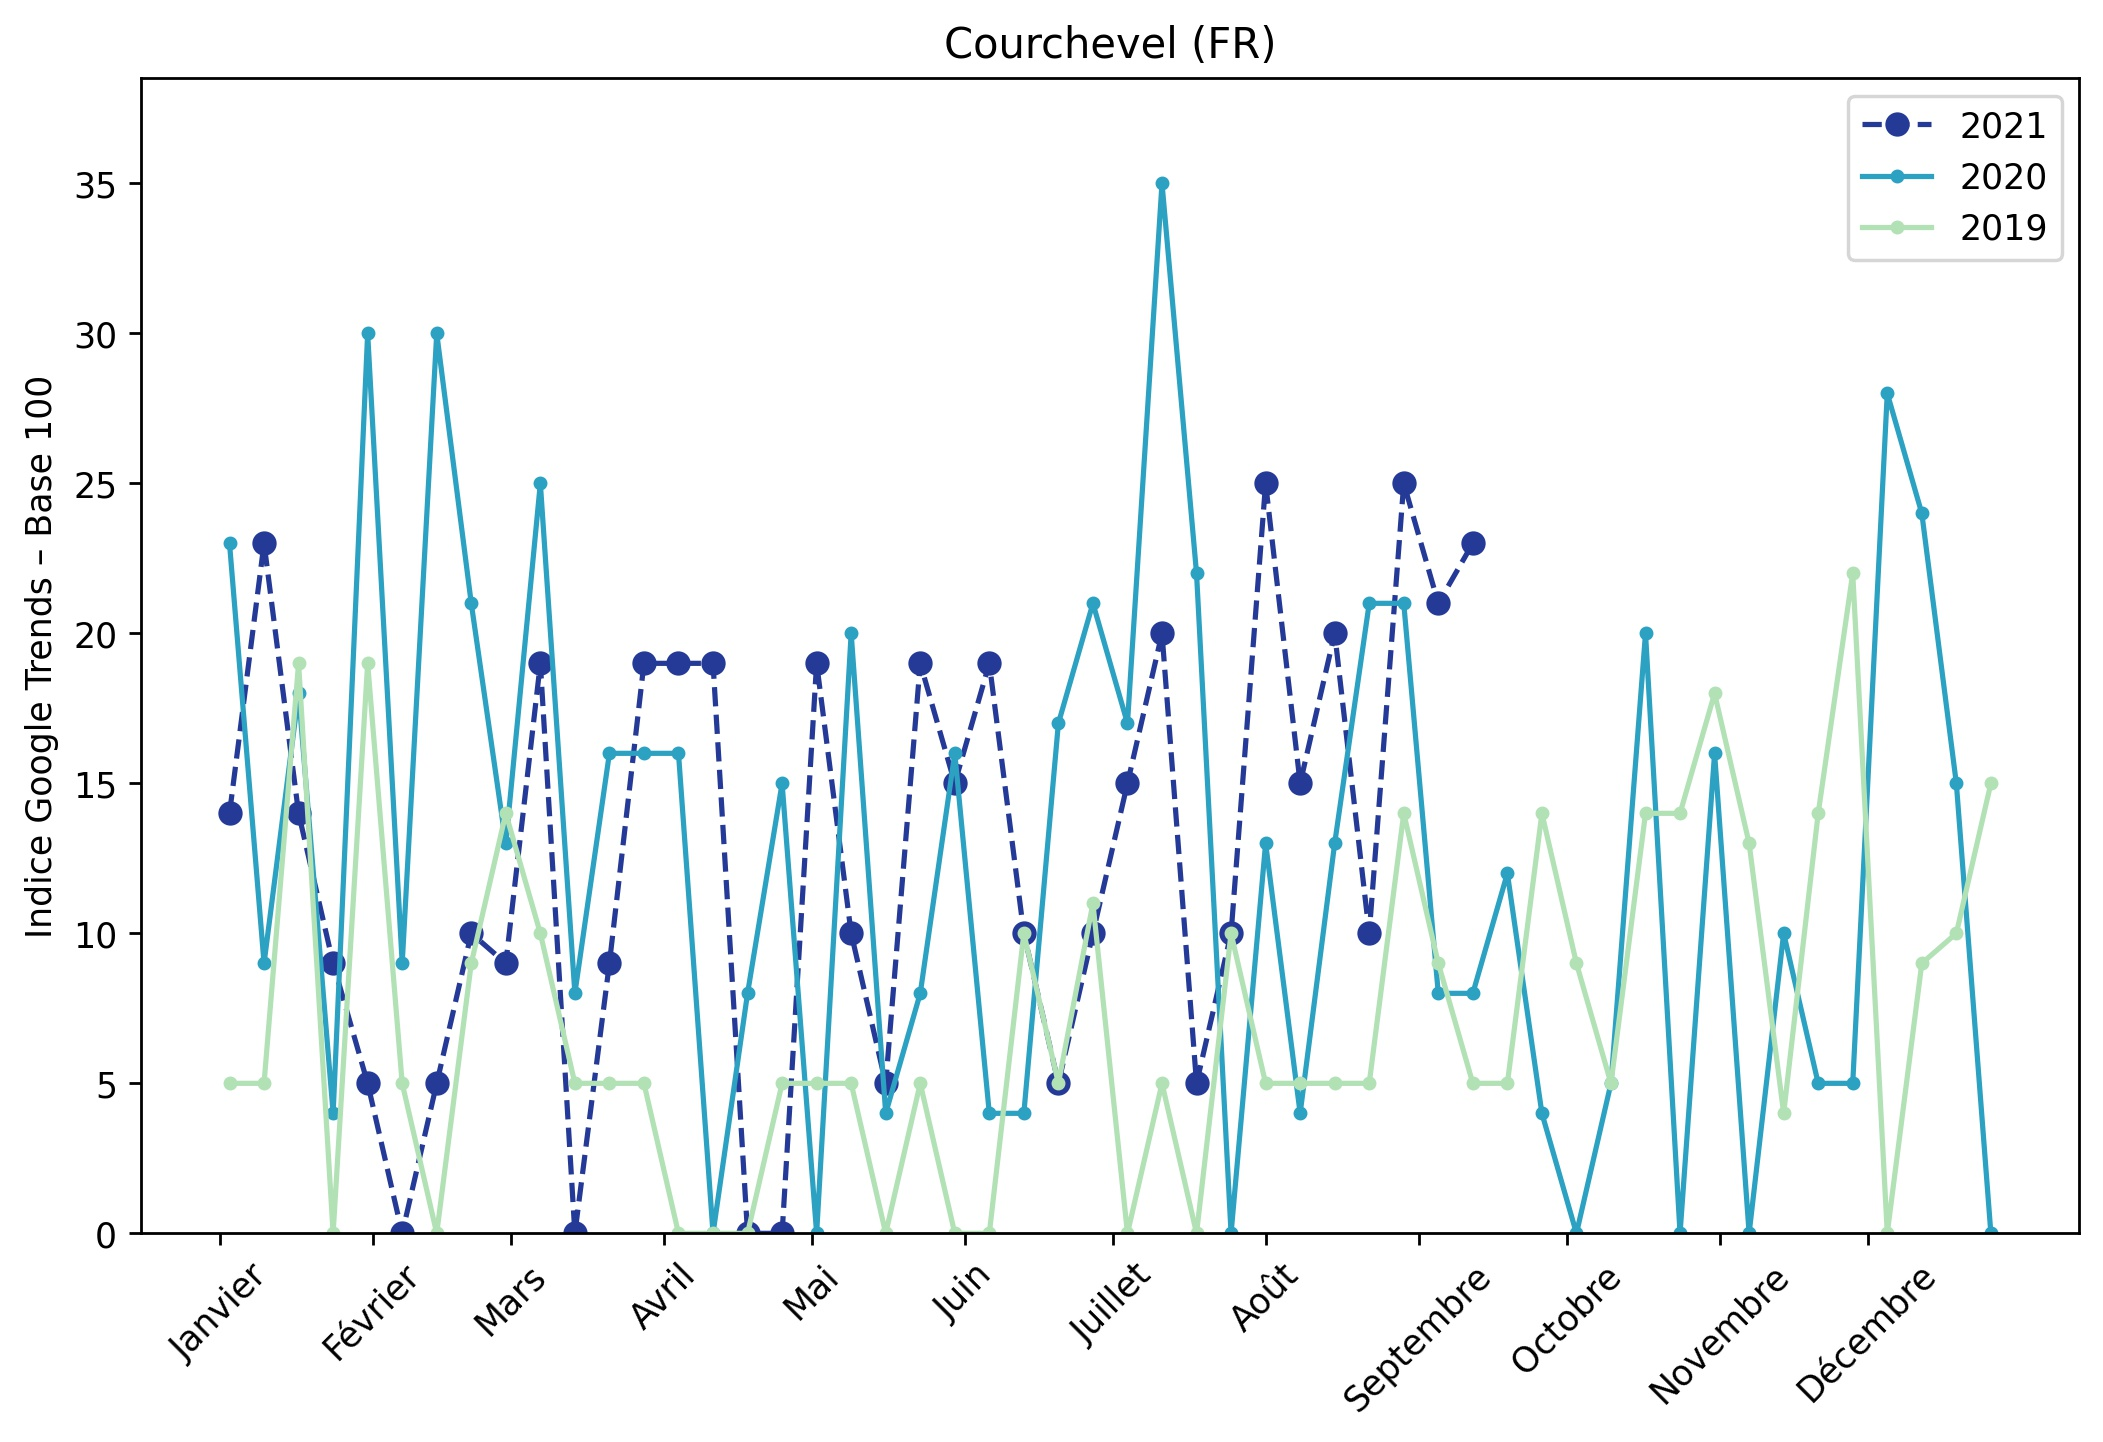 Courchevel (FR)
2021
2020
2019
Indice Google Trends – Base 100
35
30
25
20
15
10
5
0
Janvier
Février
Mars
Avril
Mai
Juin
Juillet
Août
Septembre
Octobre
Novembre
Décembre